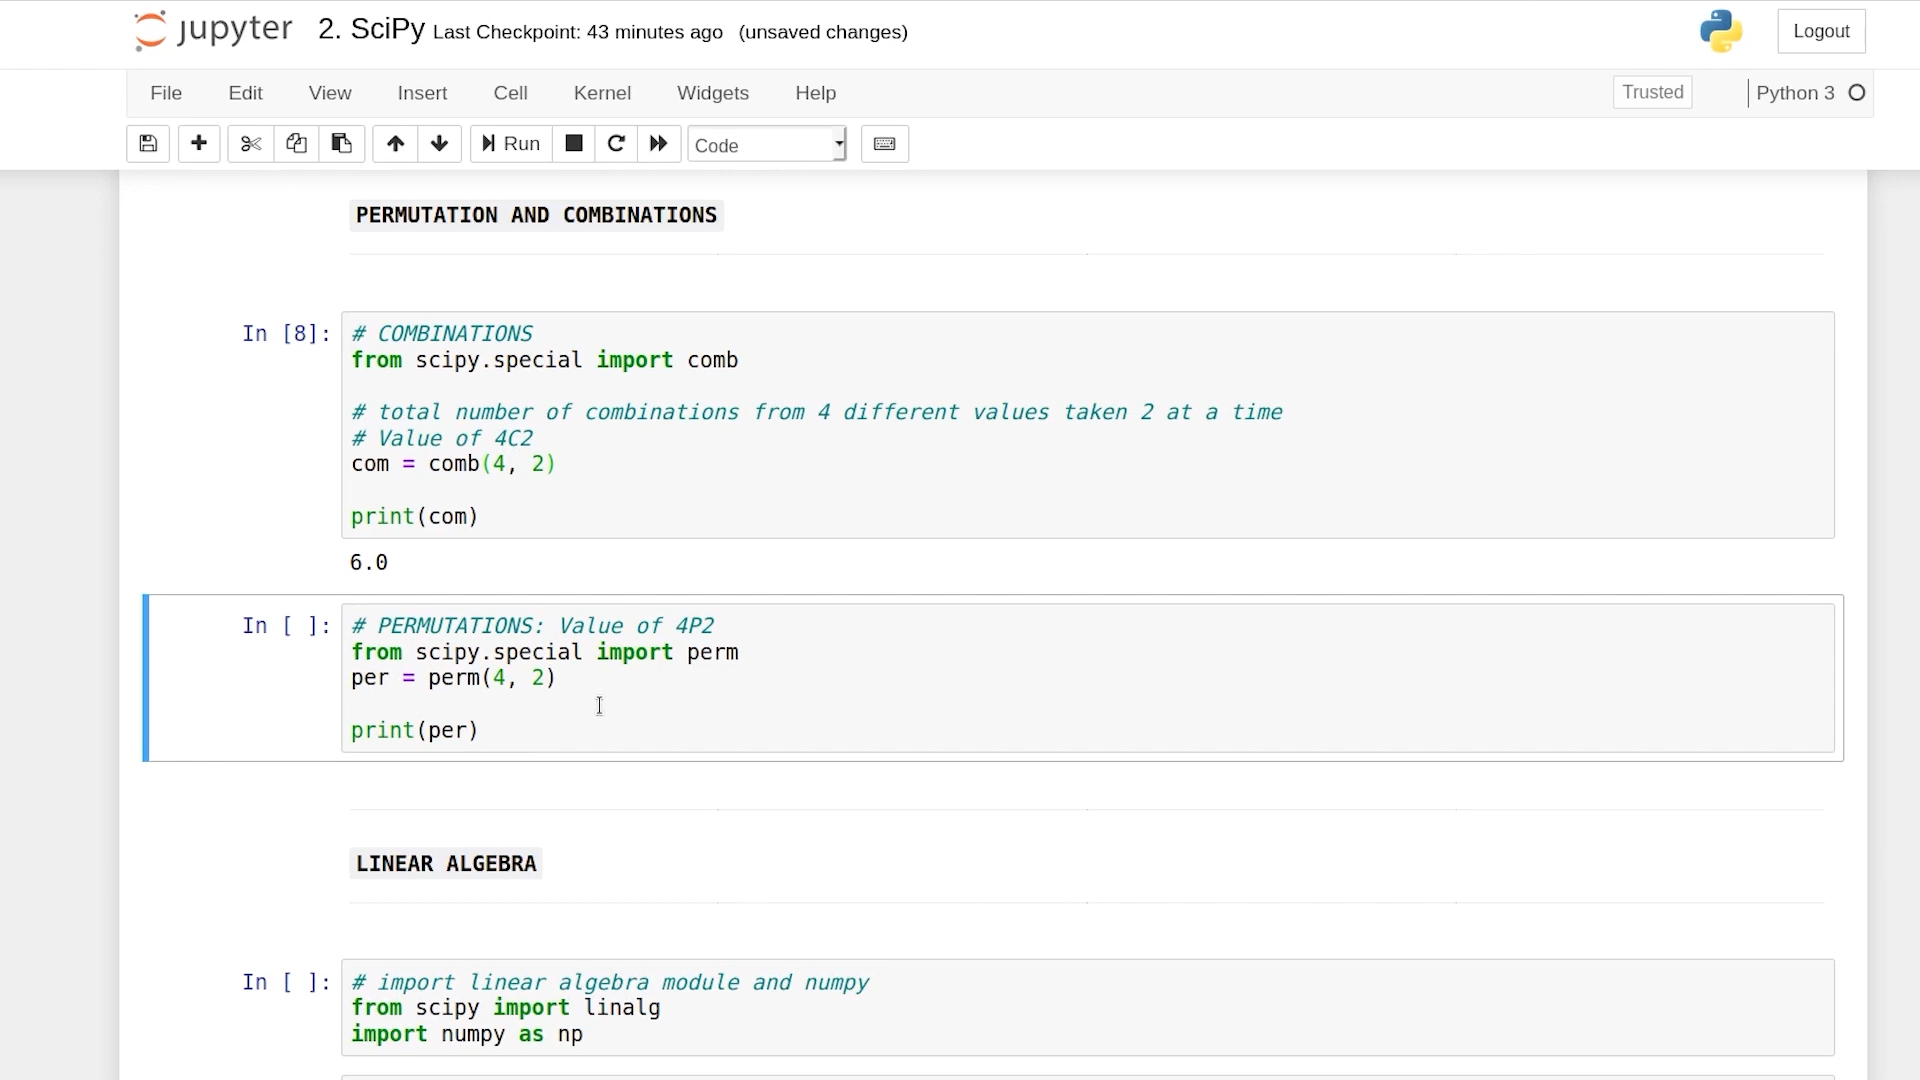 jupyter 2. SciPy Last Checkpoint: 43 minutes ago (unsaved changes) Logout
File Edit View Insert Cell Kernel Widgets Help Trusted Python 3
Run Code
PERMUTATION AND COMBINATIONS
In [8]: # COMBINATIONS
from scipy.special import comb
# total number of combinations from 4 different values taken 2 at a time
# Value of 4C2
com = comb(4, 2)
print(com)
6.0
In [ ]: # PERMUTATIONS: Value of 4P2
from scipy.special import perm
per = perm(4, 2)
print(per)
LINEAR ALGEBRA
In [ ]: # import linear algebra module and numpy
from scipy import linalg
import numpy as np